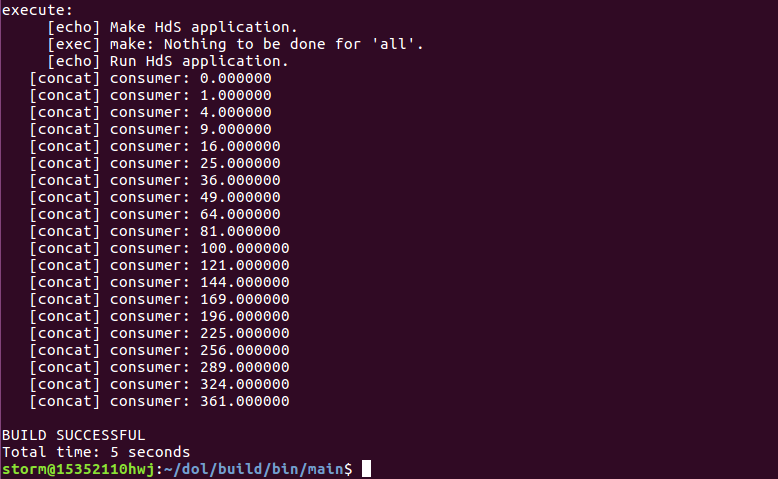 execute:
     [echo] Make HdS application.
     [exec] make: Nothing to be done for 'all'.
     [echo] Run HdS application.
   [concat] consumer: 0.000000
   [concat] consumer: 1.000000
   [concat] consumer: 4.000000
   [concat] consumer: 9.000000
   [concat] consumer: 16.000000
   [concat] consumer: 25.000000
   [concat] consumer: 36.000000
   [concat] consumer: 49.000000
   [concat] consumer: 64.000000
   [concat] consumer: 81.000000
   [concat] consumer: 100.000000
   [concat] consumer: 121.000000
   [concat] consumer: 144.000000
   [concat] consumer: 169.000000
   [concat] consumer: 196.000000
   [concat] consumer: 225.000000
   [concat] consumer: 256.000000
   [concat] consumer: 289.000000
   [concat] consumer: 324.000000
   [concat] consumer: 361.000000

BUILD SUCCESSFUL
Total time: 5 seconds
storm@15352110hwj:~/dol/build/bin/main$